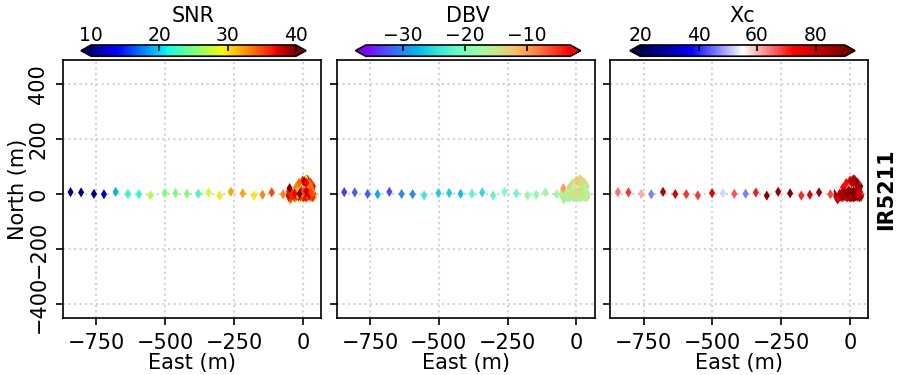 SNR DBV Xc
10 20 30 40 −30 −20 −10 20 40 60 80
400
200
0
−200
−400
North (m)
IR5211
−750 −500 −250 0 −750 −500 −250 0 −750 −500 −250 0
East (m) East (m) East (m)